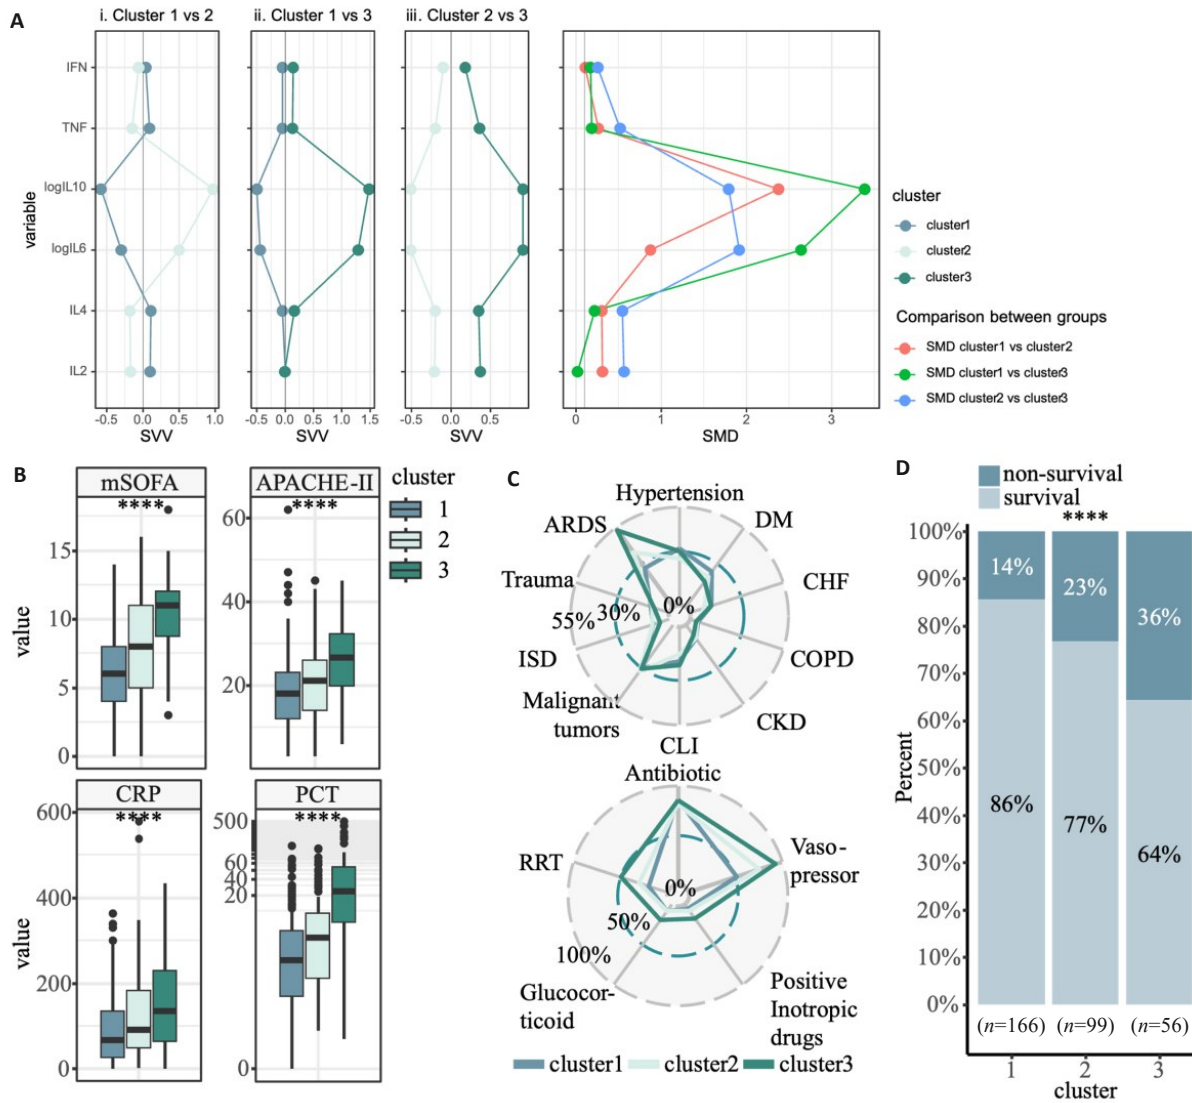 A
i. Cluster 1 vs 2
ii. Cluster 1 vs 3
iii. Cluster 2 vs 3
variable
IFN
TNF
logIL10
logIL6
IL4
IL2
-0.5 0.0 0.5 1.0
SVV
-0.5 0.0 0.5 1.0 1.5
SVV
-0.5 0.0 0.5 1.0
SVV
0 1 2 3
SMD
cluster
cluster1
cluster2
cluster3
Comparison between groups
SMD cluster1 vs cluster2
SMD cluster1 vs cluster3
SMD cluster2 vs cluster3
B
mSOFA
****
value
15
10
5
0
APACHE-II
****
60
40
20
cluster
1
2
3
CRP
****
value
600
400
200
0
PCT
****
500
60
40
20
0
C
Hypertension
DM
CHF
COPD
CKD
CLI
Malignant
tumors
ISD
Trauma
ARDS
0%
30%
55%
Antibiotic
Vaso-
pressor
Positive
Inotropic
drugs
Glucocor-
ticoid
RRT
0%
50%
100%
cluster1 cluster2 cluster3
D
non-survival
survival
****
Percent
100%
90%
80%
70%
60%
50%
40%
30%
20%
10%
0%
14%
23%
36%
86%
77%
64%
(n=166) (n=99) (n=56)
1 2 3
cluster